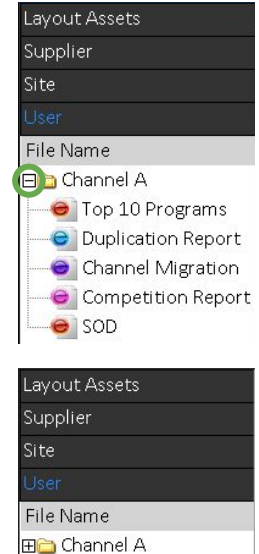 Layout Assets
Supplier
Site
User
File Name
Channel A
Top 10 Programs
Duplication Report
Channel Migration
Competition Report
SOD
Layout Assets
Supplier
Site
User
File Name
Channel A